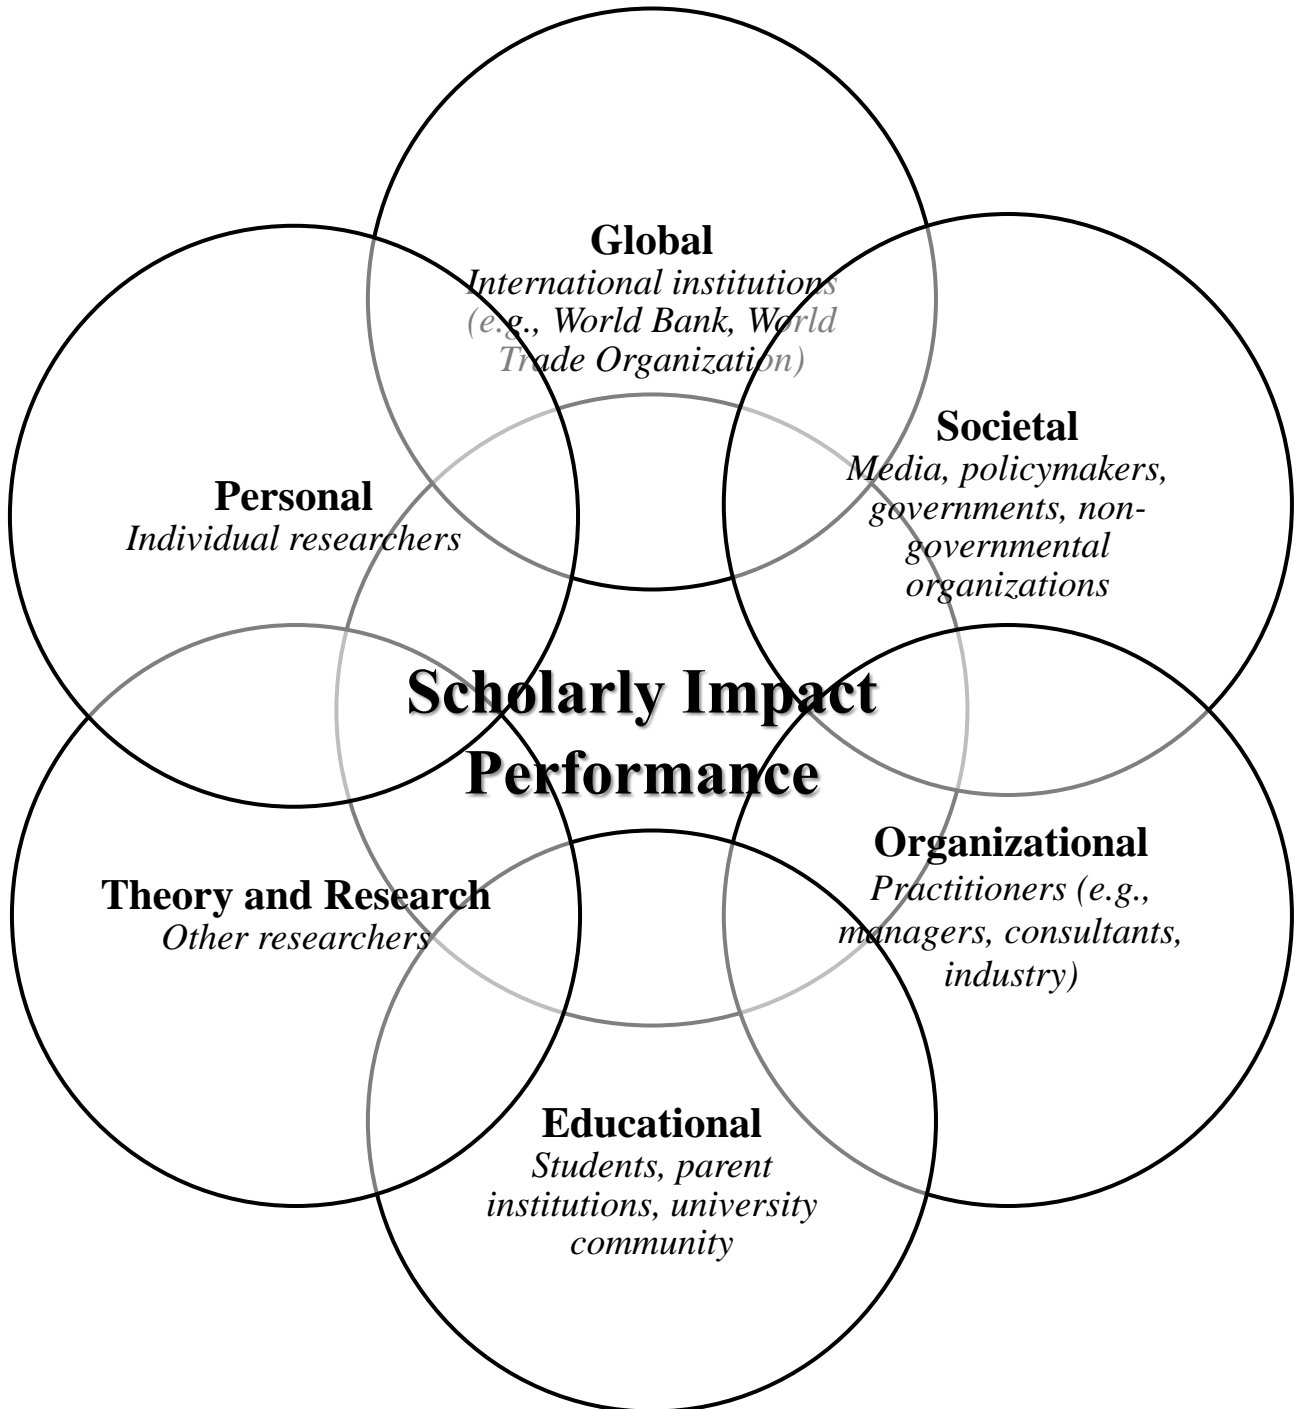 Global
International institutions
(e.g., World Bank, World
Trade Organization)
Societal
Media, policymakers,
governments, non-
governmental
organizations
Personal
Individual researchers
Scholarly Impact
Performance
Organizational
Practitioners (e.g.,
managers, consultants,
industry)
Theory and Research
Other researchers
Educational
Students, parent
institutions, university
community